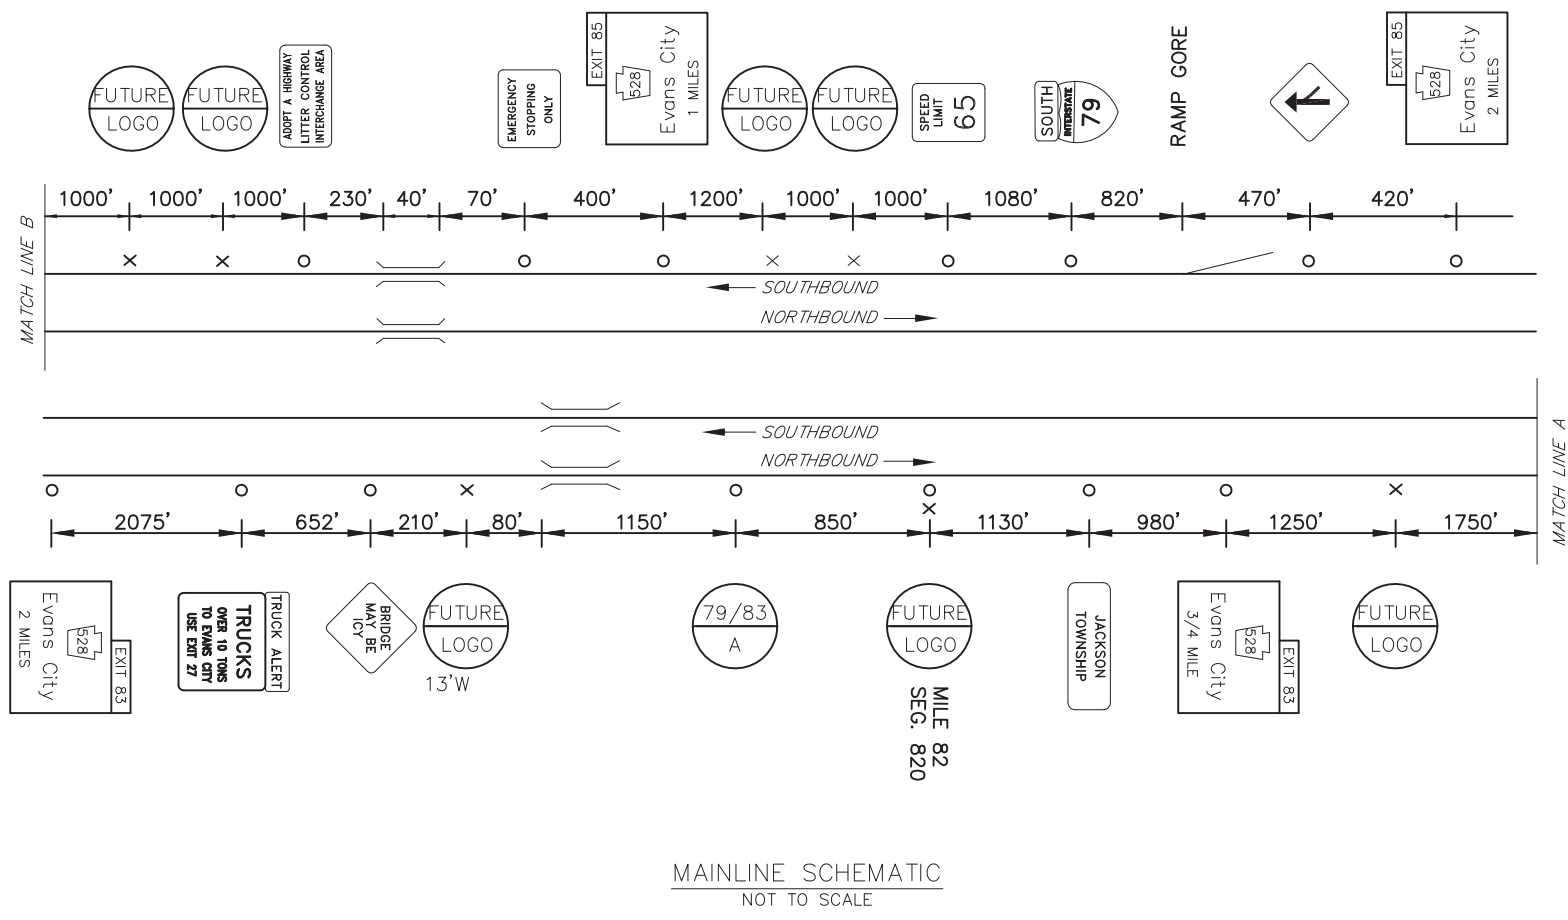 FUTURE
LOGO
FUTURE
LOGO
ADOPT A HIGHWAY
LITTER CONTROL
INTERCHANGE AREA
EMERGENCY
STOPPING
ONLY
EXIT 85
528
Evans City
1 MILES
FUTURE
LOGO
FUTURE
LOGO
SPEED
LIMIT
65
SOUTH
INTERSTATE
79
RAMP GORE
EXIT 85
528
Evans City
2 MILES
1000' 1000' 1000' 230' 40' 70' 400' 1200' 1000' 1000' 1080' 820' 470' 420'
MATCH LINE B
SOUTHBOUND
NORTHBOUND
SOUTHBOUND
NORTHBOUND
MATCH LINE A
2075' 652' 210' 80' 1150' 850' 1130' 980' 1250' 1750'
EXIT 83
528
Evans City
2 MILES
TRUCK ALERT
TRUCKS
OVER 10 TONS
TO EVANS CITY
USE EXIT 27
BRIDGE
MAY BE
ICY
FUTURE
LOGO
13'W
79/83
A
FUTURE
LOGO
MILE 82
SEG. 820
JACKSON
TOWNSHIP
EXIT 83
528
Evans City
3/4 MILE
FUTURE
LOGO
MAINLINE SCHEMATIC
NOT TO SCALE